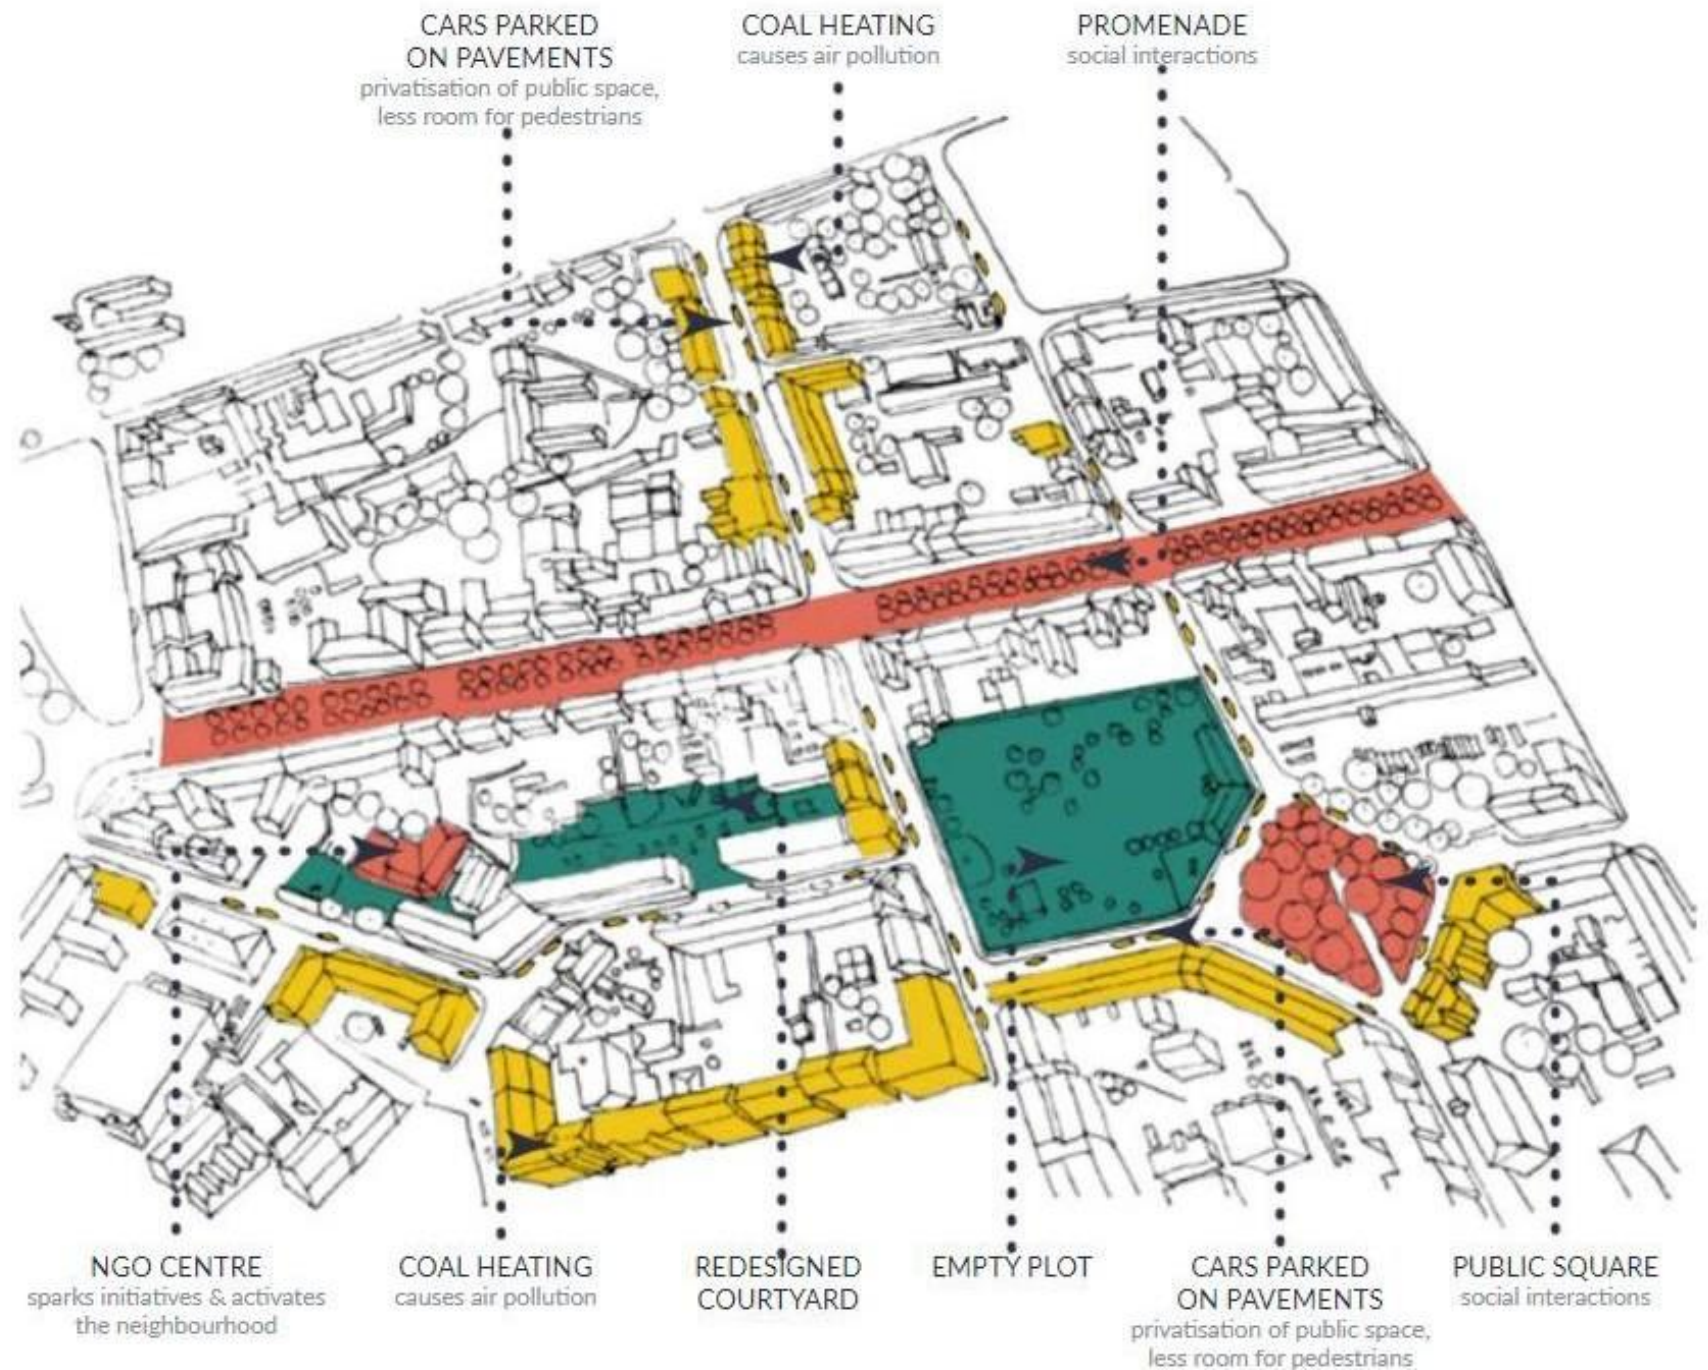 CARS PARKED
ON PAVEMENTS
privatisation of public space,
less room for pedestrians
COAL HEATING
causes air pollution
PROMENADE
social interactions
NGO CENTRE
sparks initiatives & activates
the neighbourhood
COAL HEATING
causes air pollution
REDESIGNED
COURTYARD
EMPTY PLOT
CARS PARKED
ON PAVEMENTS
privatisation of public space,
less room for pedestrians
PUBLIC SQUARE
social interactions